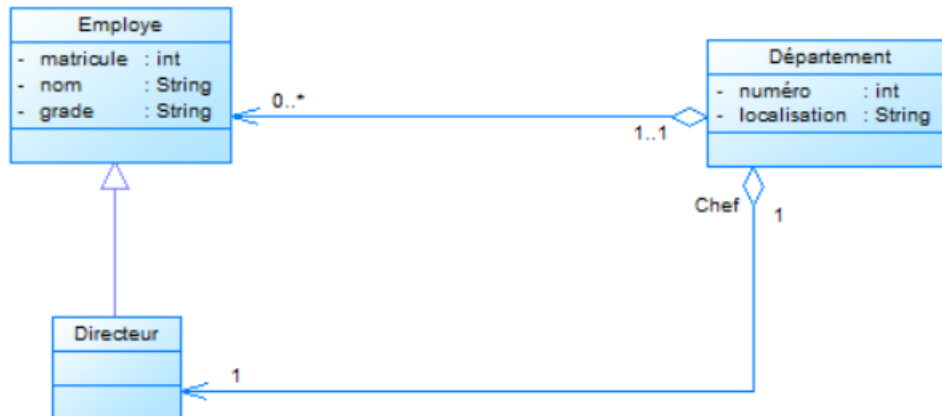 Employe
- matricule : int
- nom : String
- grade : String
Département
- numéro : int
- localisation : String
0..*
1..1
Chef
1
Directeur
1